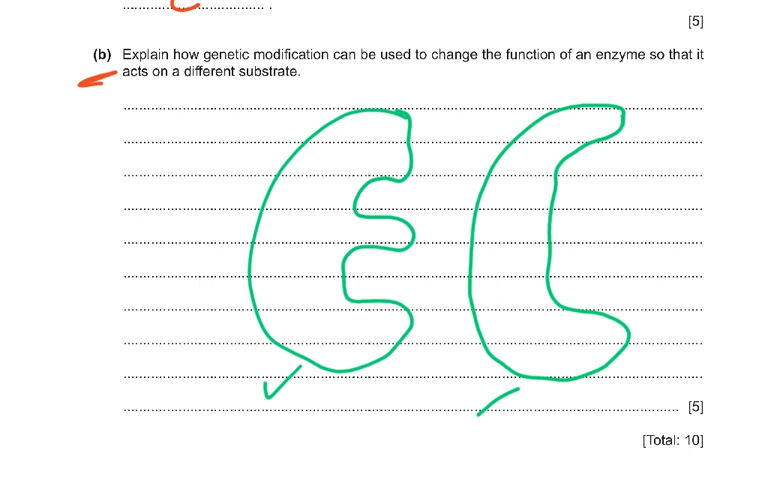 [5]
(b) Explain how genetic modification can be used to change the function of an enzyme so that it
acts on a different substrate.
[5]
[Total: 10]